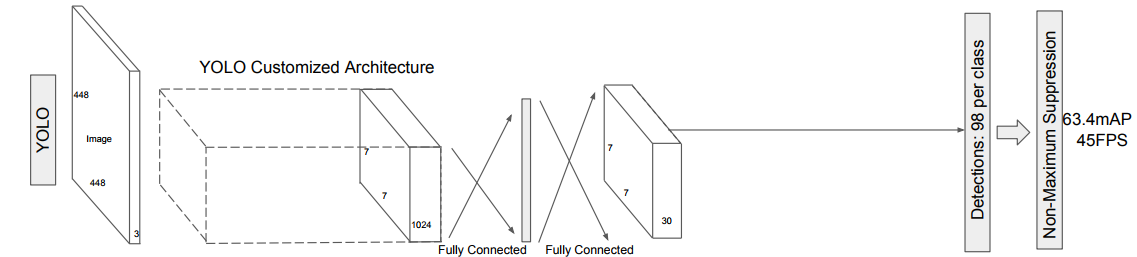 YOLO
448
Image
448
3
YOLO Customized Architecture
7
7
1024
Fully Connected
Fully Connected
7
7
30
Detections: 98 per class
Non-Maximum Suppression
63.4mAP
45FPS